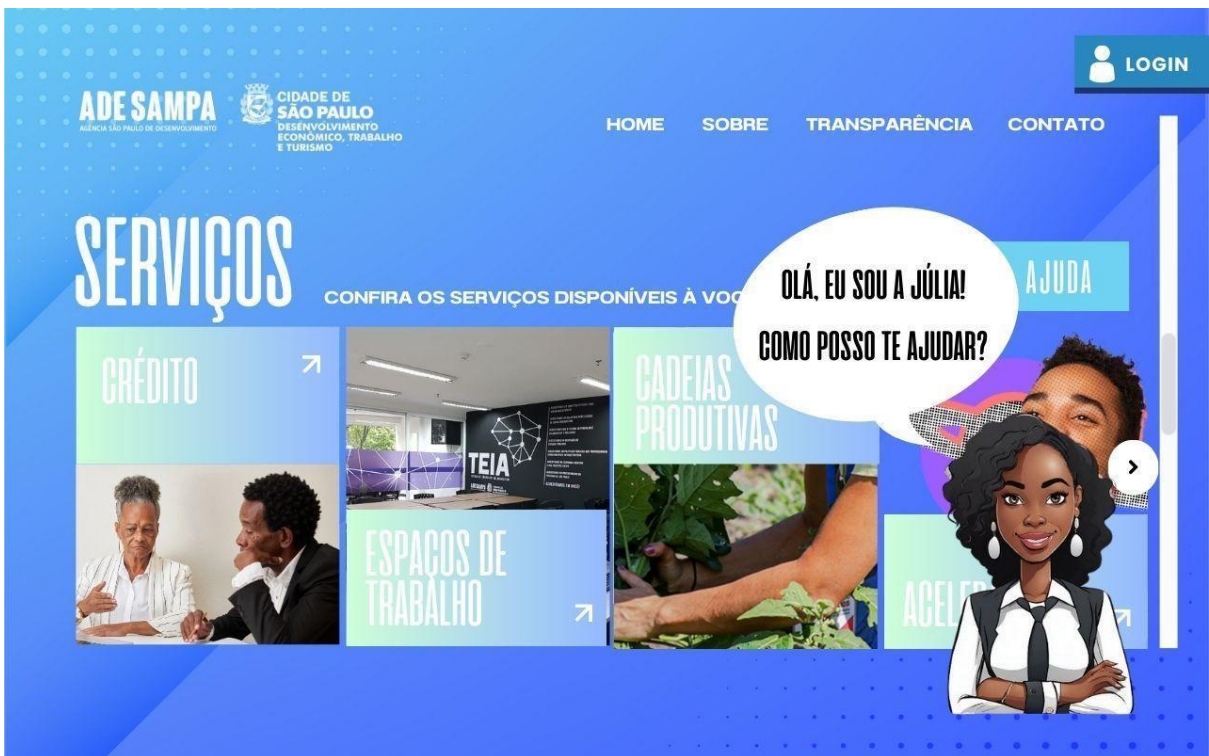 LOGIN
ADE SAMPA
AGÊNCIA SÃO PAULO DE DESENVOLVIMENTO
CIDADE DE
SÃO PAULO
DESENVOLVIMENTO
ECONÔMICO, TRABALHO
E TURISMO
HOME SOBRE TRANSPARÊNCIA CONTATO
SERVIÇOS
CONFIRA OS SERVIÇOS DISPONÍVEIS À VOC
OLÁ, EU SOU A JÚLIA!
COMO POSSO TE AJUDAR?
AJUDA
CRÉDITO
TEIA
ESPAÇOS DE
TRABALHO
CADEIAS
PRODUTIVAS
ACELER